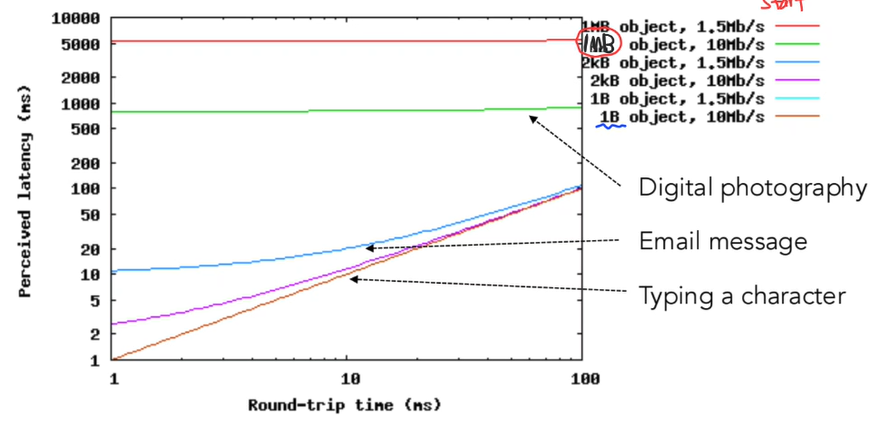 start
10000
5000
2000
1000
500
200
100
50
20
10
5
2
1
Perceived latency (ms)
1 10 100
Round-trip time (ms)
1MB object, 1.5Mb/s
1MB object, 10Mb/s
2kB object, 1.5Mb/s
2kB object, 10Mb/s
1B object, 1.5Mb/s
1B object, 10Mb/s
Digital photography
Email message
Typing a character